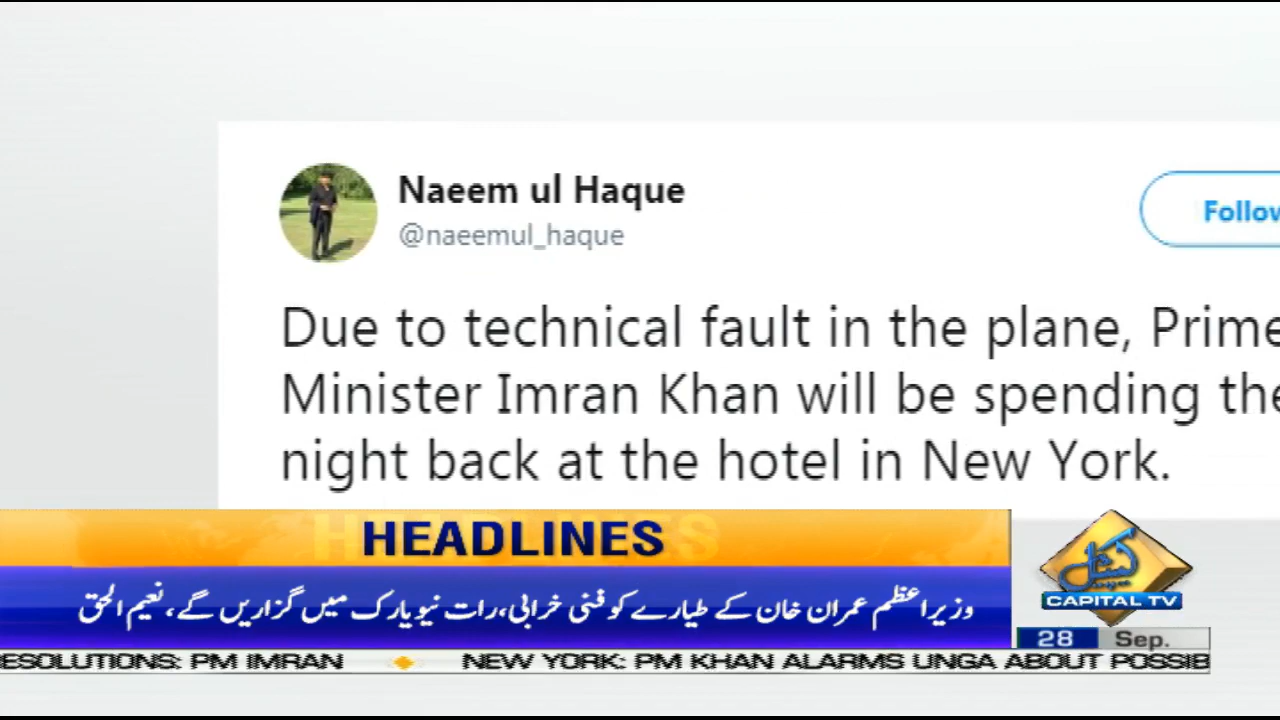 Naeem ul Haque
@naeemul_haque
Follow
Due to technical fault in the plane, Prime
Minister Imran Khan will be spending the
night back at the hotel in New York.
HEADLINES
وزیراعظم عمران خان کے طیارے کو فنی خرابی، رات نیویارک میں گزاریں گے، نعیم الحق
کیپیٹل
CAPITAL TV
28 Sep.
ESOLUTIONS: PM IMRAN NEW YORK: PM KHAN ALARMS UNGA ABOUT POSSIB